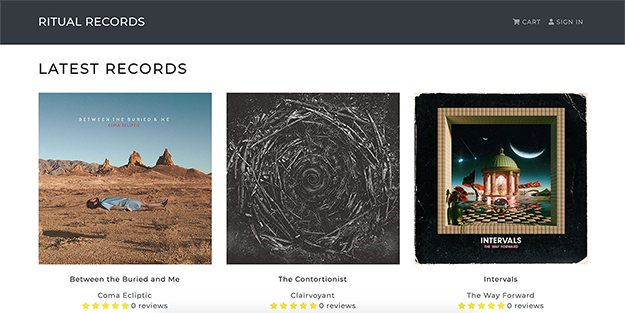 RITUAL RECORDS
CART SIGN IN
LATEST RECORDS
BETWEEN THE BURIED & ME
COMA ECLIPTIC
INTERVALS
THE WAY FORWARD
Between the Buried and Me
The Contortionist
Intervals
Coma Ecliptic
Clairvoyant
The Way Forward
0 reviews
0 reviews
0 reviews